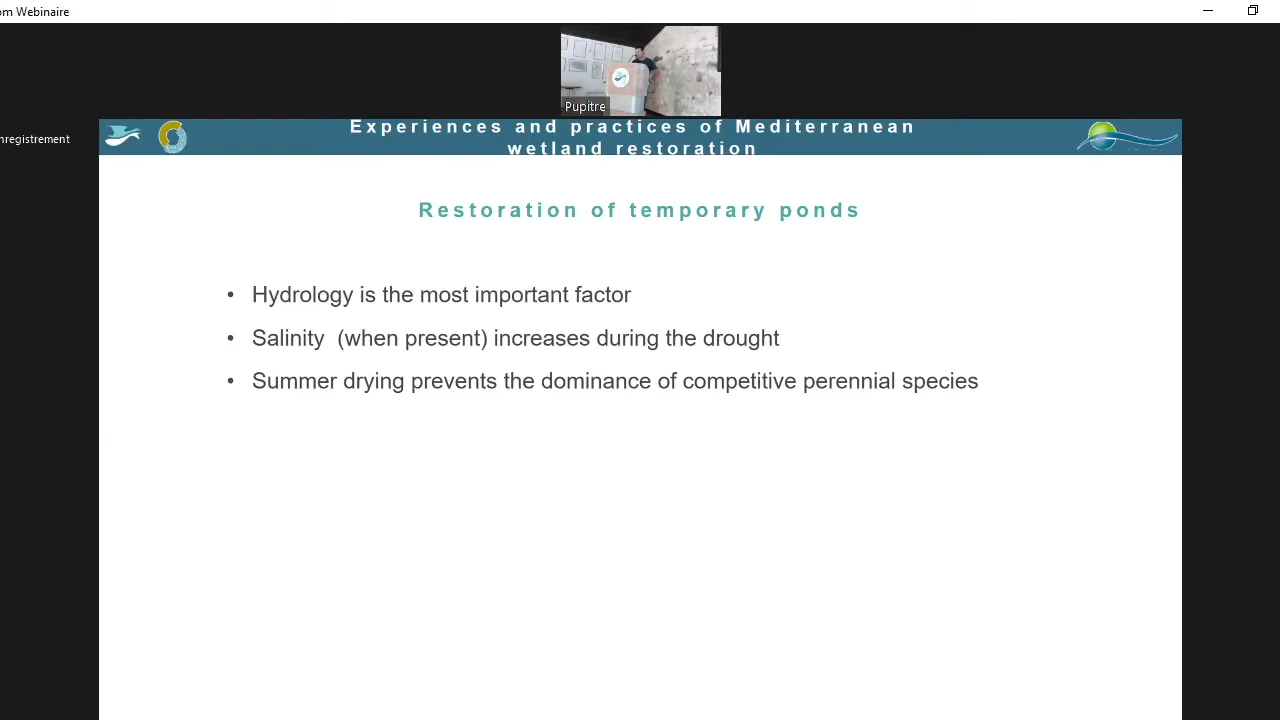 om Webinaire
Pupitre
nregistrement
Experiences and practices of Mediterranean
wetland restoration
Restoration of temporary ponds
• Hydrology is the most important factor
• Salinity (when present) increases during the drought
• Summer drying prevents the dominance of competitive perennial species